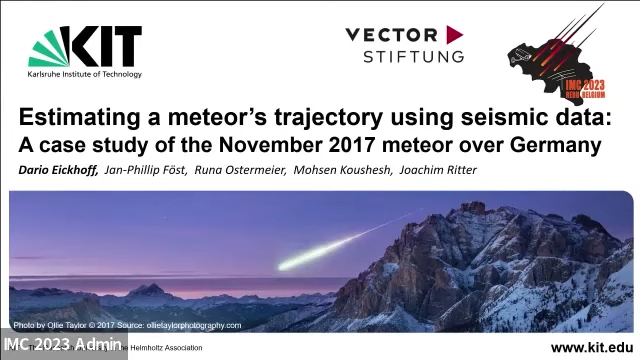 KIT
Karlsruhe Institute of Technology
VECTOR
STIFTUNG
IMC 2023
REDU BELGIUM
Estimating a meteor's trajectory using seismic data:
A case study of the November 2017 meteor over Germany
Dario Eickhoff, Jan-Phillip Föst, Runa Ostermeier, Mohsen Koushesh, Joachim Ritter
Photo by Ollie Taylor © 2017 Source: ollietaylorphotography.com
IMC 2023 Admin
Helmholtz Association
www.kit.edu